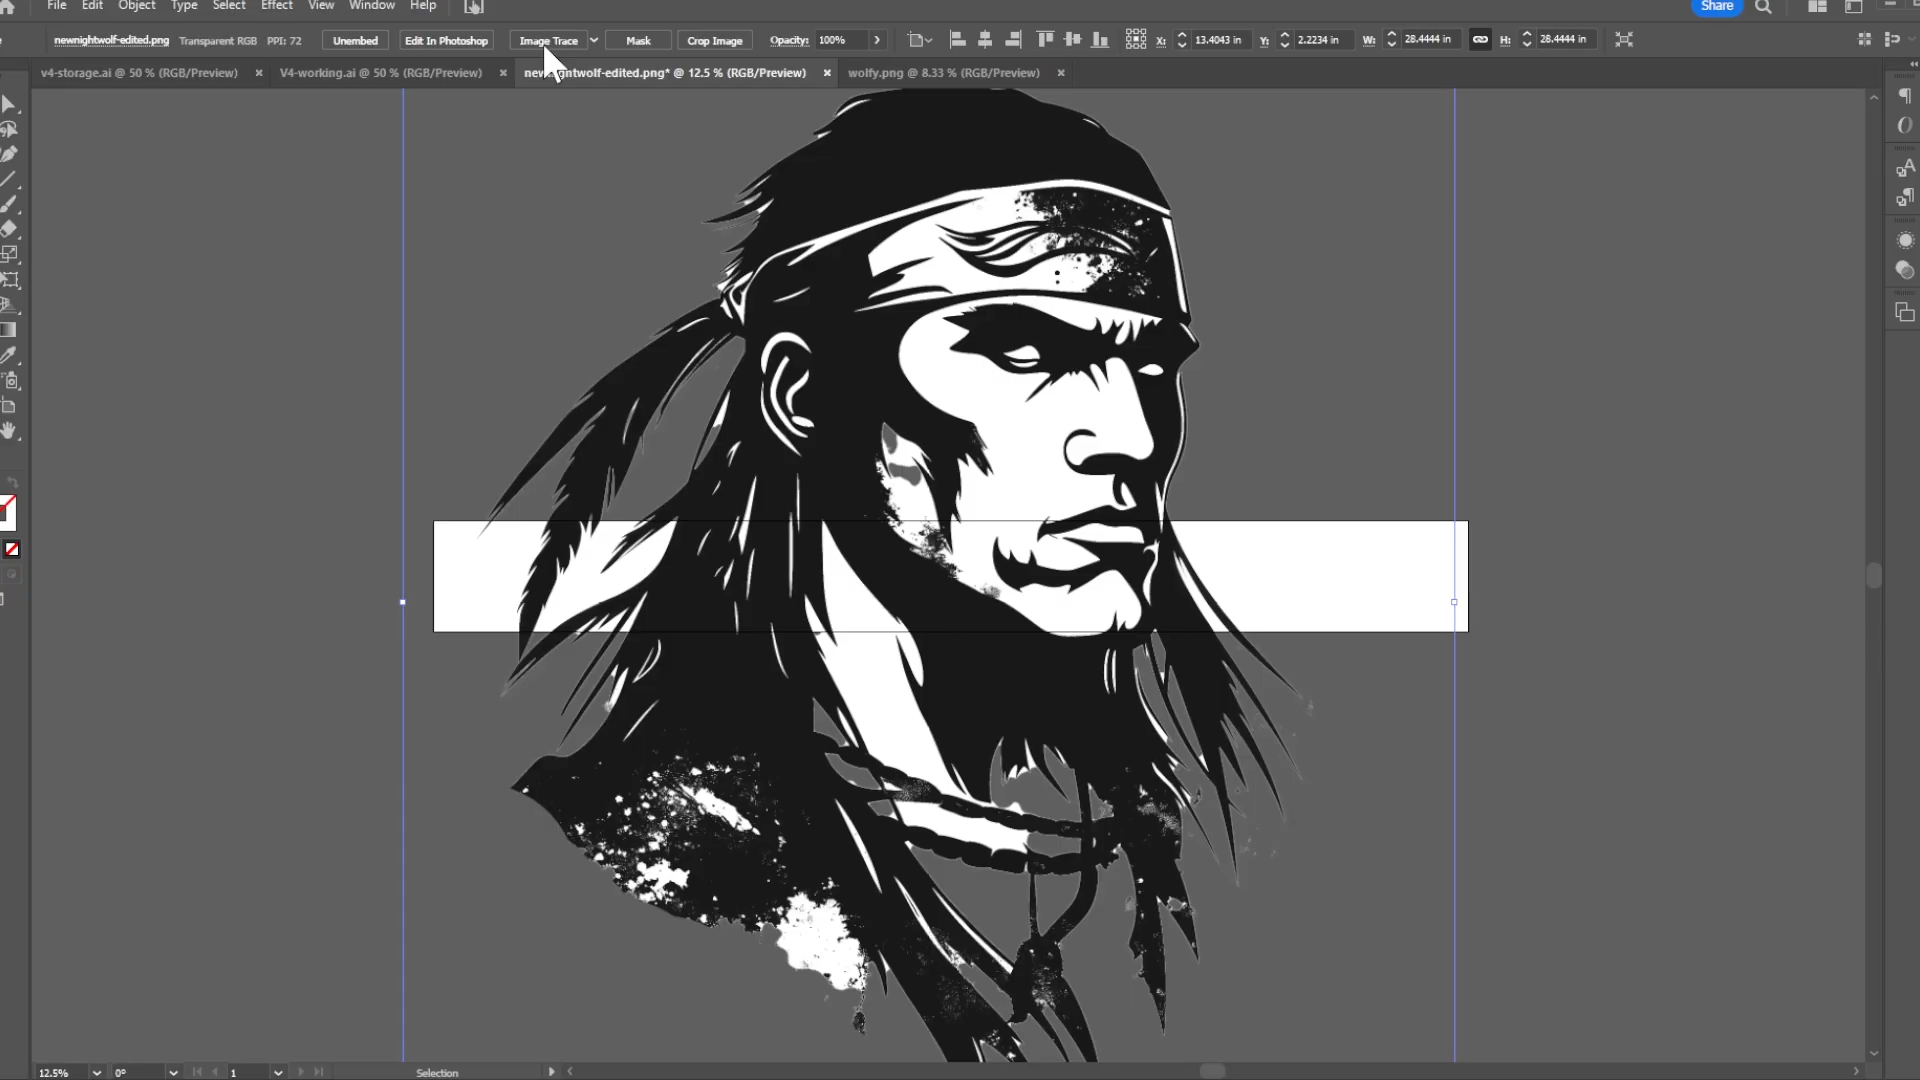 File Edit Object Type Select Effect View Window Help Share
newnightwolf-edited.png Transparent RGB PPI: 72 Unembed Edit In Photoshop Image Trace Mask Crop Image Opacity: 100% X: 13.4043 in Y: 2.2234 in W: 28.4444 in H: 28.4444 in
v4-storage.ai @ 50 % (RGB/Preview) V4-working.ai @ 50 % (RGB/Preview) newnightwolf-edited.png* @ 12.5 % (RGB/Preview) wolfy.png @ 8.33 % (RGB/Preview)
12.5% 0° 1 Selection